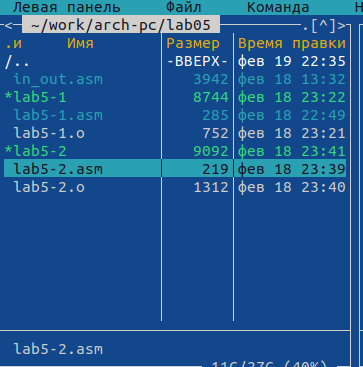 Левая панель Файл Команда Н
<- ~/work/arch-pc/lab05 .[^]>
.и Имя Размер Время правки
/.. -ВВЕРХ- фев 19 22:35
in_out.asm 3942 фев 18 13:32
*lab5-1 8744 фев 18 23:22
lab5-1.asm 285 фев 18 22:49
lab5-1.o 752 фев 18 23:21
*lab5-2 9092 фев 18 23:41
lab5-2.asm 219 фев 18 23:39
lab5-2.o 1312 фев 18 23:40
lab5-2.asm
11G/27G (40%)